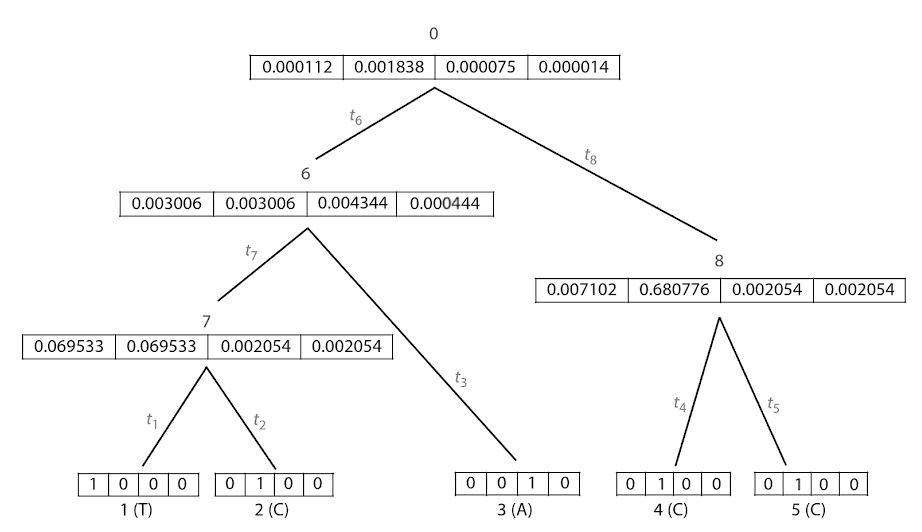 0
0.000112 0.001838 0.000075 0.000014
t6
t8
6
0.003006 0.003006 0.004344 0.000444
t7
8
0.007102 0.680776 0.002054 0.002054
7
0.069533 0.069533 0.002054 0.002054
t3
t1 t2 t4 t5
1 0 0 0 0 1 0 0 0 0 1 0 0 1 0 0 0 1 0 0
1 (T) 2 (C) 3 (A) 4 (C) 5 (C)